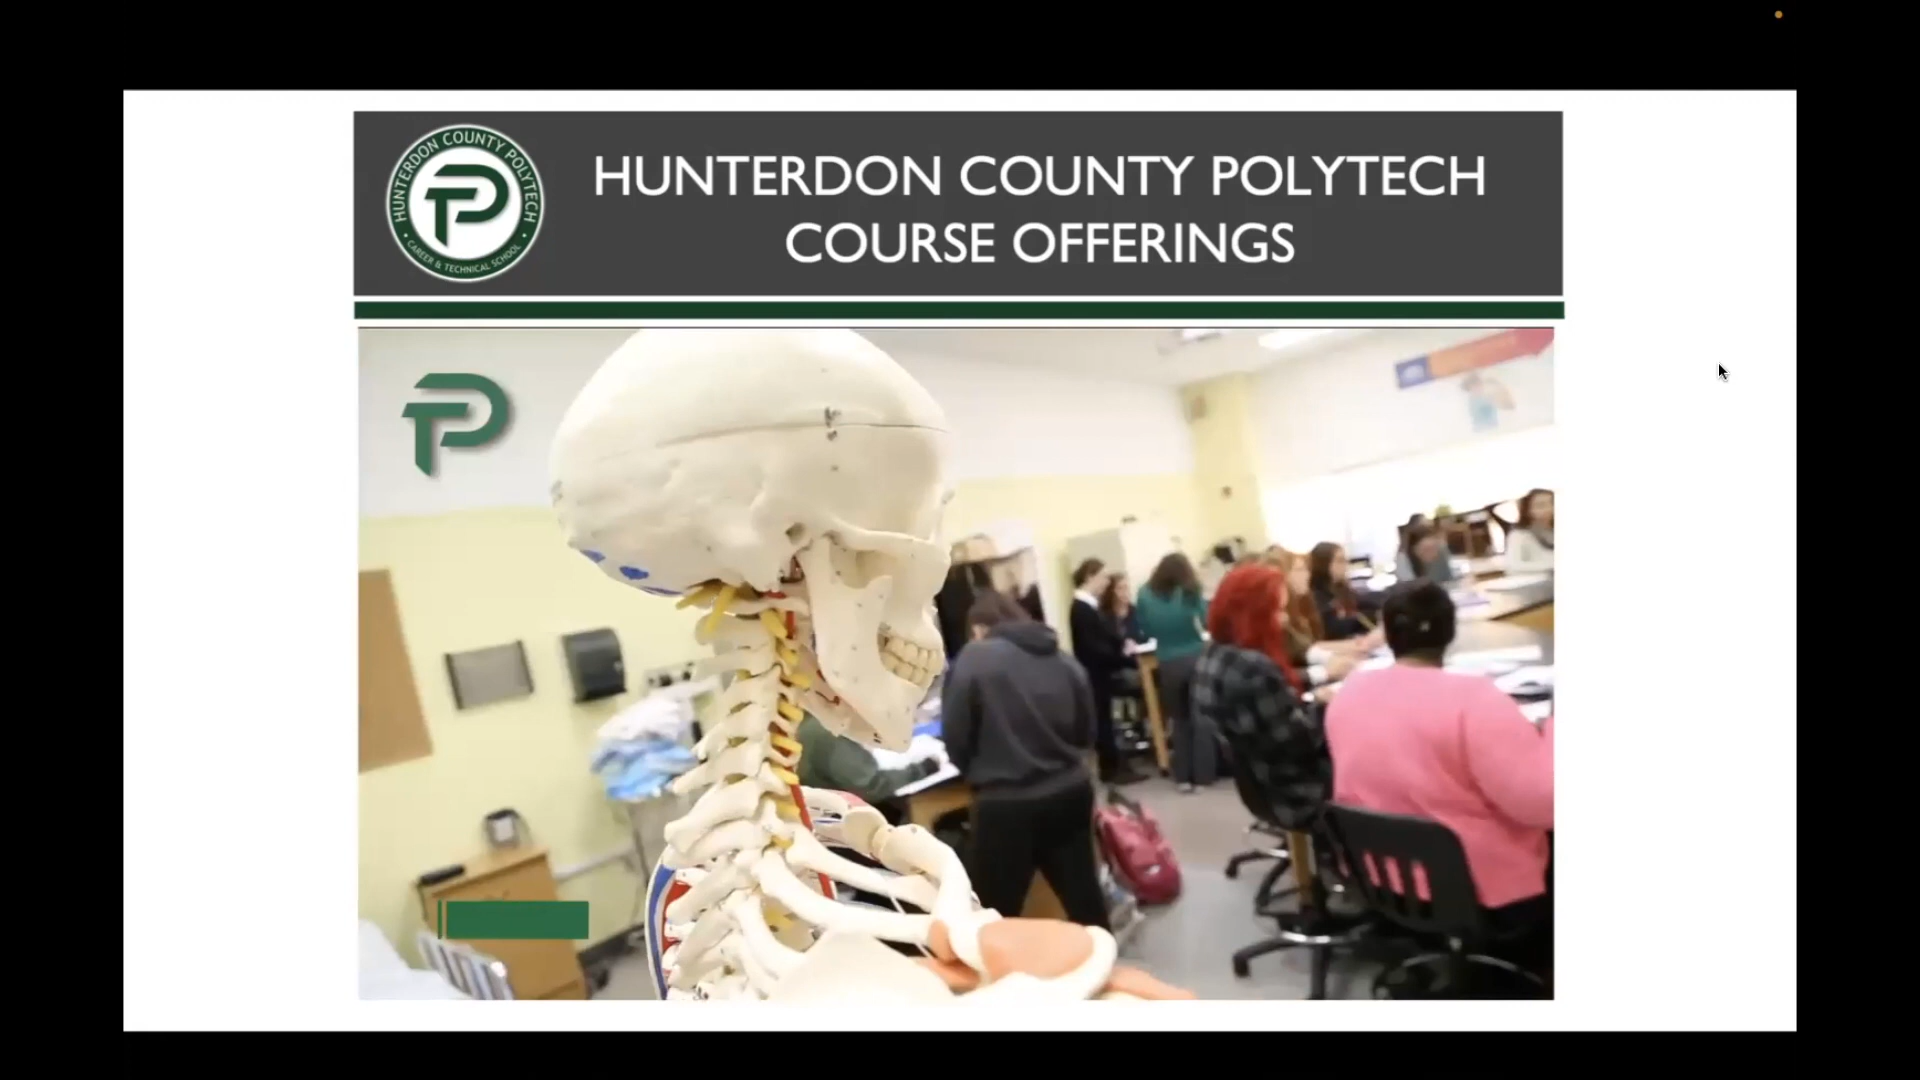 HUNTERDON COUNTY POLYTECH
CAREER & TECHNICAL SCHOOL
HUNTERDON COUNTY POLYTECH
COURSE OFFERINGS